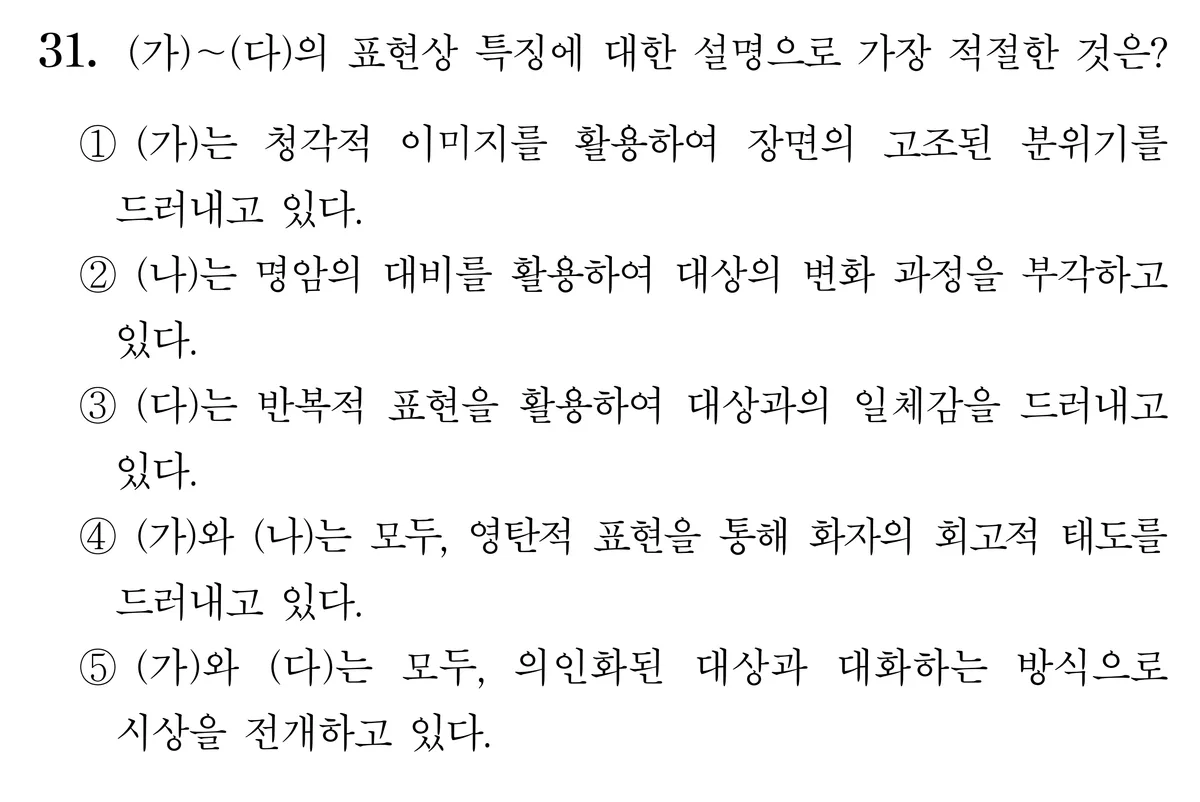 31. (가)~(다)의 표현상 특징에 대한 설명으로 가장 적절한 것은?
① (가)는 청각적 이미지를 활용하여 장면의 고조된 분위기를
드러내고 있다.
② (나)는 명암의 대비를 활용하여 대상의 변화 과정을 부각하고
있다.
③ (다)는 반복적 표현을 활용하여 대상과의 일체감을 드러내고
있다.
④ (가)와 (나)는 모두, 영탄적 표현을 통해 화자의 회고적 태도를
드러내고 있다.
⑤ (가)와 (다)는 모두, 의인화된 대상과 대화하는 방식으로
시상을 전개하고 있다.